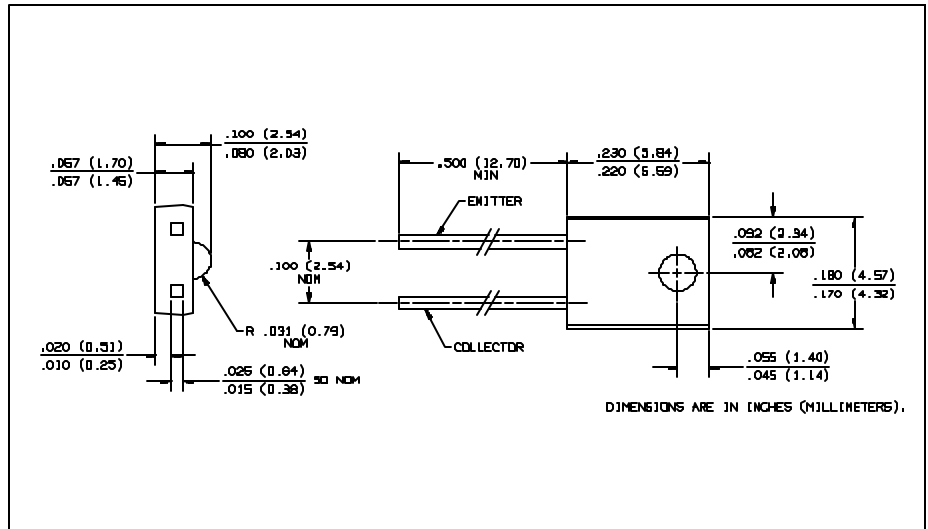 .100 (2.54)
.080 (2.03)
.067 (1.70)
.057 (1.45)
.500 (12.70)
MIN
.230 (5.84)
.220 (5.59)
EMITTER
.092 (2.34)
.082 (2.08)
.100 (2.54)
NOM
.180 (4.57)
.170 (4.32)
R .031 (0.79)
NOM
COLLECTOR
.020 (0.51)
.010 (0.25)
.055 (1.40)
.045 (1.14)
.025 (0.64) SQ NOM
.015 (0.38)
DIMENSIONS ARE IN INCHES (MILLIMETERS).